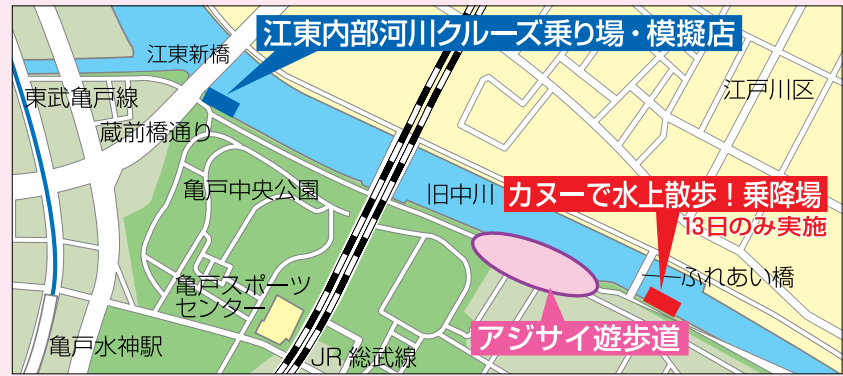 江東内部河川クルーズ乗り場・模擬店
江東新橋
東武亀戸線
蔵前橋通り
江戸川区
亀戸中央公園
旧中川
カヌーで水上散歩！乗降場
13日のみ実施
亀戸スポーツ
センター
ふれあい橋
アジサイ遊歩道
亀戸水神駅
JR総武線